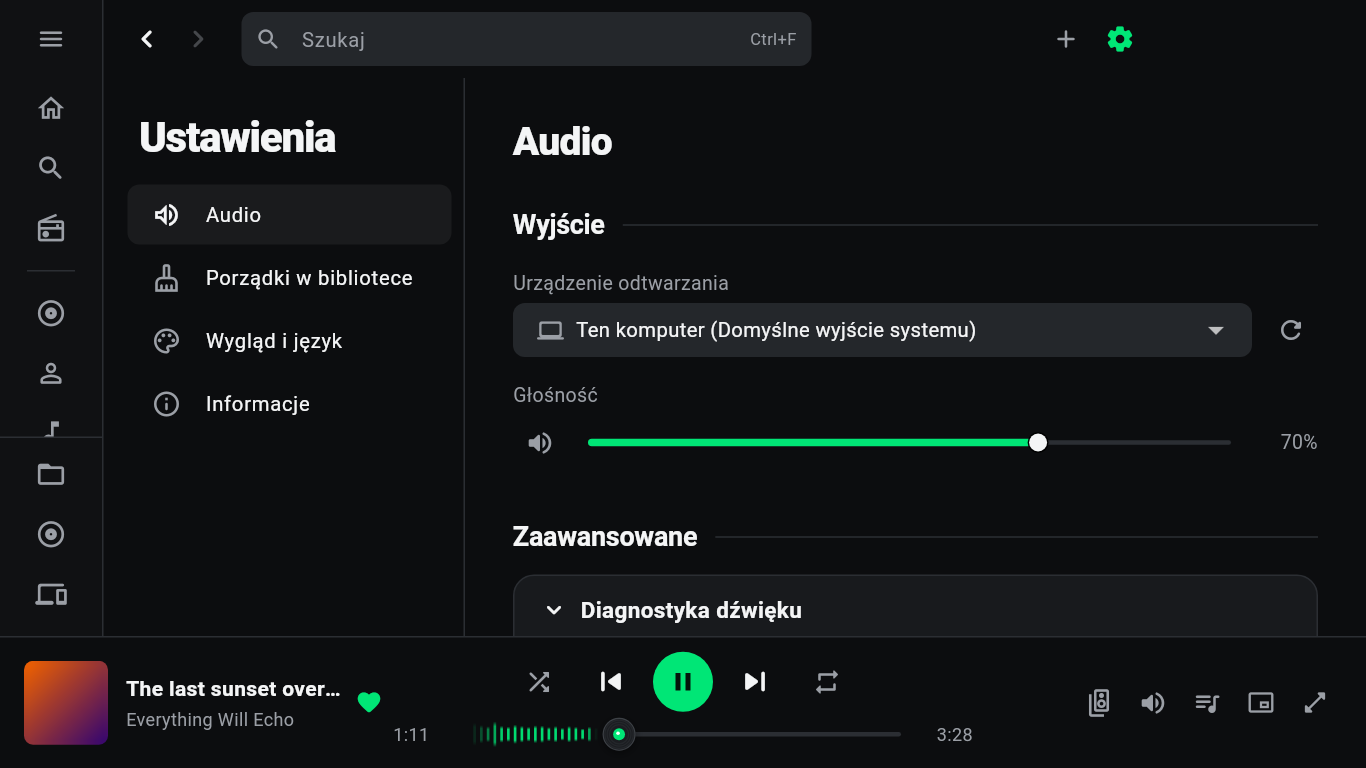 Szukaj
Ctrl+F
Ustawienia
Audio
Porządki w bibliotece
Wygląd i język
Informacje
Audio
Wyjście
Urządzenie odtwarzania
Ten komputer (Domyślne wyjście systemu)
Głośność
70%
Zaawansowane
Diagnostyka dźwięku
The last sunset over…
Everything Will Echo
1:11
3:28